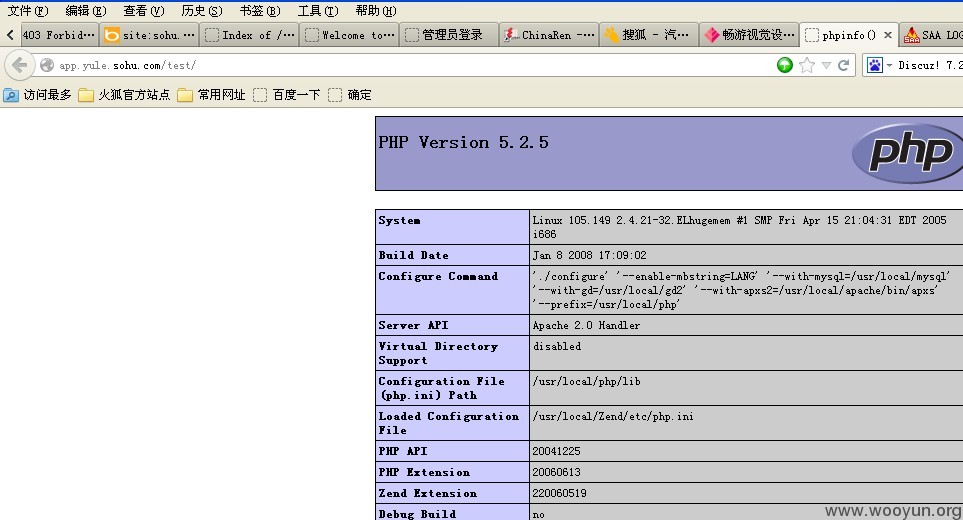 文件(F) 编辑(E) 查看(V) 历史(S) 书签(B) 工具(T) 帮助(H)
403 Forbid··· site:sohu.··· Index of /··· Welcome to··· 管理员登录 ChinaRen -··· 搜狐 - 汽··· 畅游视觉设··· phpinfo() SAA LOG
app.yule.sohu.com/test/ Discuz! 7.2
访问最多 火狐官方站点 常用网址 百度一下 确定
PHP Version 5.2.5
php
System Linux 105.149 2.4.21-32.ELhugemem #1 SMP Fri Apr 15 21:04:31 EDT 2005
i686
Build Date Jan 8 2008 17:09:02
Configure Command './configure' '--enable-mbstring=LANG' '--with-mysql=/usr/local/mysql'
'--with-gd=/usr/local/gd2' '--with-apxs2=/usr/local/apache/bin/apxs'
'--prefix=/usr/local/php'
Server API Apache 2.0 Handler
Virtual Directory disabled
Support
Configuration File /usr/local/php/lib
(php.ini) Path
Loaded Configuration /usr/local/Zend/etc/php.ini
File
PHP API 20041225
PHP Extension 20060613
Zend Extension 220060519
Debug Build no
www.wooyun.org